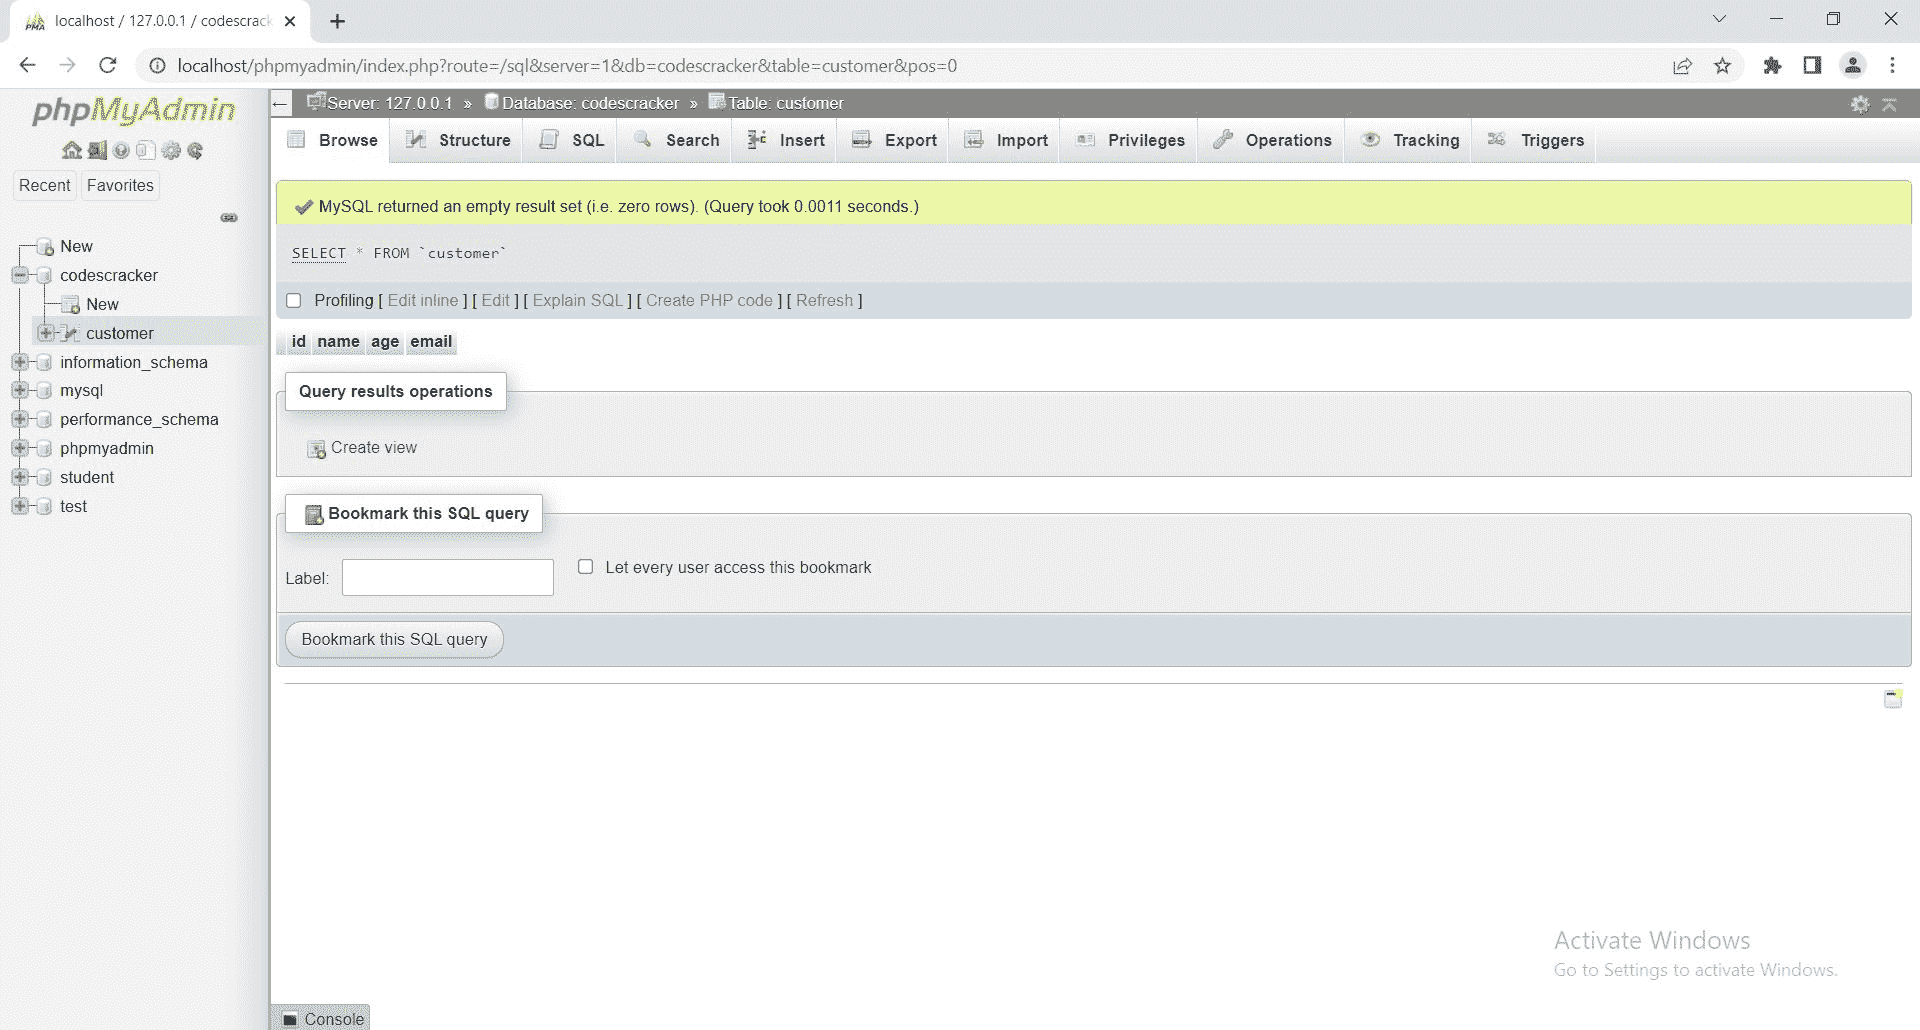 localhost / 127.0.0.1 / codescrack
localhost/phpmyadmin/index.php?route=/sql&server=1&db=codescracker&table=customer&pos=0
phpMyAdmin
Recent Favorites
New
codescracker
New
customer
information_schema
mysql
performance_schema
phpmyadmin
student
test
Server: 127.0.0.1 » Database: codescracker » Table: customer
Browse Structure SQL Search Insert Export Import Privileges Operations Tracking Triggers
MySQL returned an empty result set (i.e. zero rows). (Query took 0.0011 seconds.)
SELECT * FROM `customer`
Profiling [ Edit inline ] [ Edit ] [ Explain SQL ] [ Create PHP code ] [ Refresh ]
id name age email
Query results operations
Create view
Bookmark this SQL query
Label: Let every user access this bookmark
Bookmark this SQL query
Activate Windows
Go to Settings to activate Windows.
Console